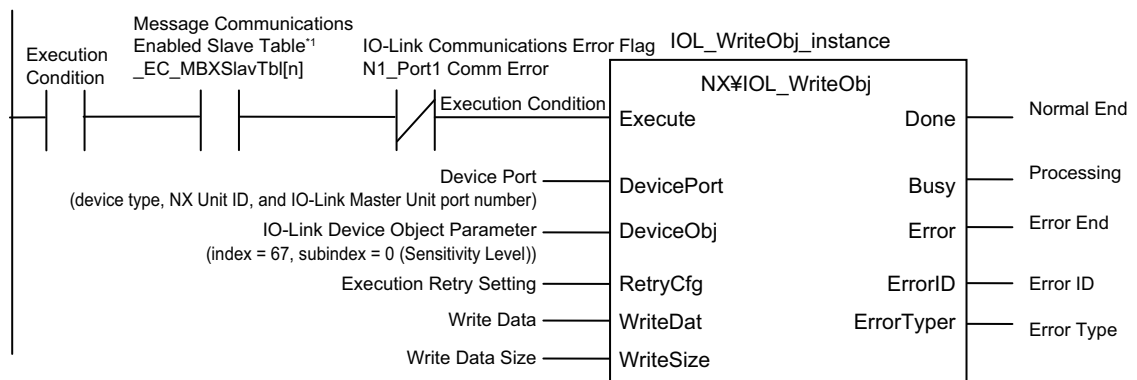 Message Communications
Enabled Slave Table*1
_EC_MBXSlavTbl[n]
Execution
Condition
IO-Link Communications Error Flag
N1_Port1 Comm Error
IOL_WriteObj_instance
NX¥IOL_WriteObj
Execution Condition
Execute
Done
Normal End
Device Port
(device type, NX Unit ID, and IO-Link Master Unit port number)
DevicePort
Busy
Processing
IO-Link Device Object Parameter
(index = 67, subindex = 0 (Sensitivity Level))
DeviceObj
Error
Error End
Execution Retry Setting
RetryCfg
ErrorID
Error ID
Write Data
WriteDat
ErrorTyper
Error Type
Write Data Size
WriteSize